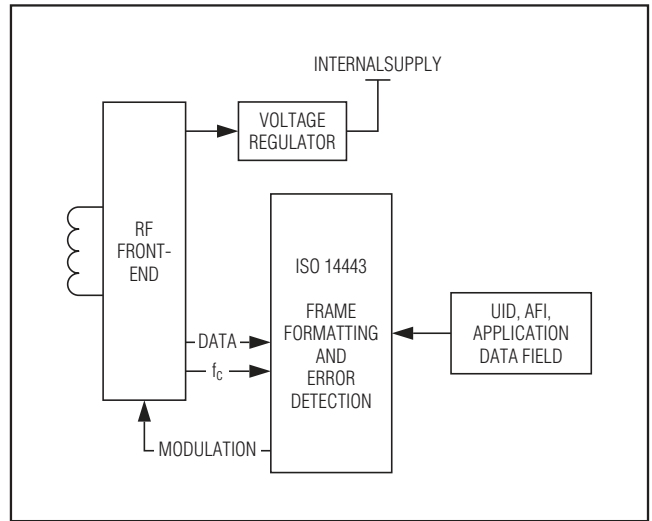 INTERNALSUPPLY
VOLTAGE
REGULATOR
RF
FRONT-
END
ISO 14443
FRAME
FORMATTING
AND
ERROR
DETECTION
UID, AFI,
APPLICATION
DATA FIELD
DATA
fC
MODULATION